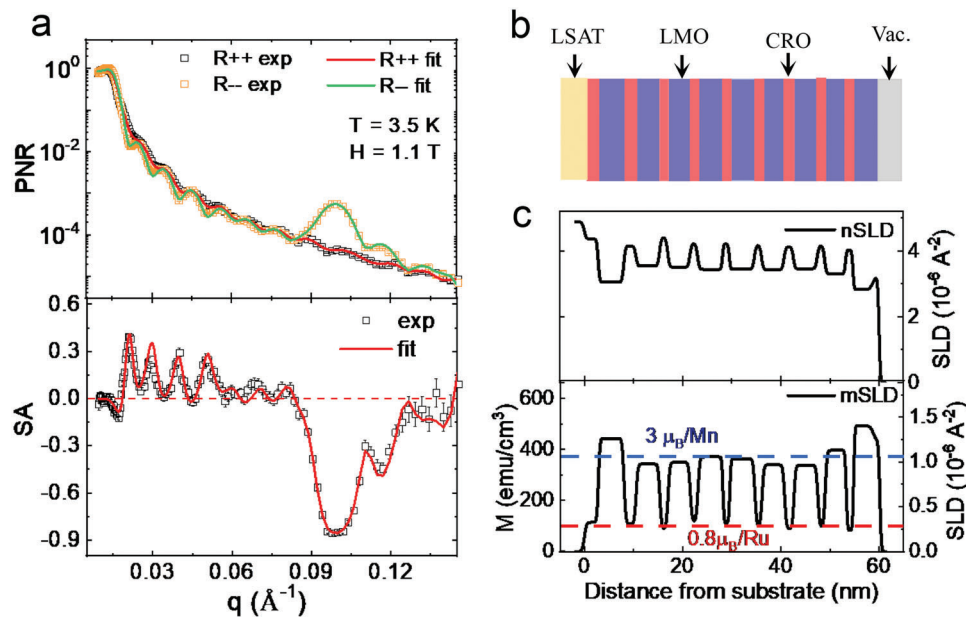 a
R++ exp
R++ fit
R-- exp
R– fit
T = 3.5 K
H = 1.1 T
PNR
10⁰
10⁻²
10⁻⁴
exp
fit
SA
0.6
0.3
0.0
-0.3
-0.6
-0.9
0.03 0.06 0.09 0.12
q (Å⁻¹)
b
LSAT LMO CRO Vac.
c
nSLD
4
2
0
SLD (10⁻⁶ A⁻²)
mSLD
600
400
200
0
M (emu/cm³)
3 μB/Mn
0.8μB/Ru
1.5
1.0
0.5
0.0
SLD (10⁻⁶ A⁻²)
0 20 40 60
Distance from substrate (nm)